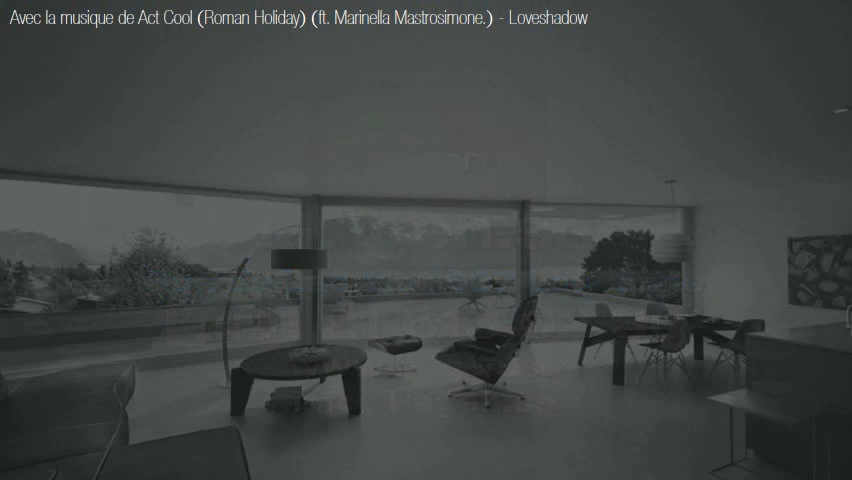 Avec la musique de Act Cool (Roman Holiday) (ft. Marinella Mastrosimone.) - Loveshadow